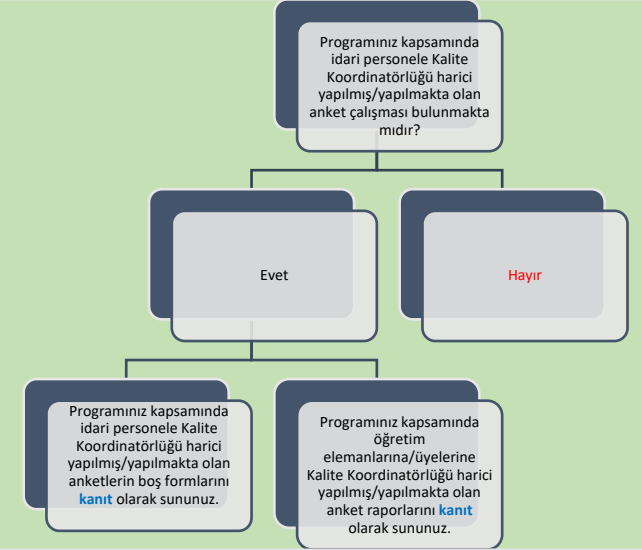 Programınız kapsamında
idari personele Kalite
Koordinatörlüğü harici
yapılmış/yapılmakta olan
anket çalışması bulunmakta
mıdır?
Evet
Hayır
Programınız kapsamında
idari personele Kalite
Koordinatörlüğü harici
yapılmış/yapılmakta olan
anketlerin boş formlarını
kanıt olarak sununuz.
Programınız kapsamında
öğretim
elemanlarına/üyelerine
Kalite Koordinatörlüğü harici
yapılmış/yapılmakta olan
anket raporlarını kanıt
olarak sununuz.